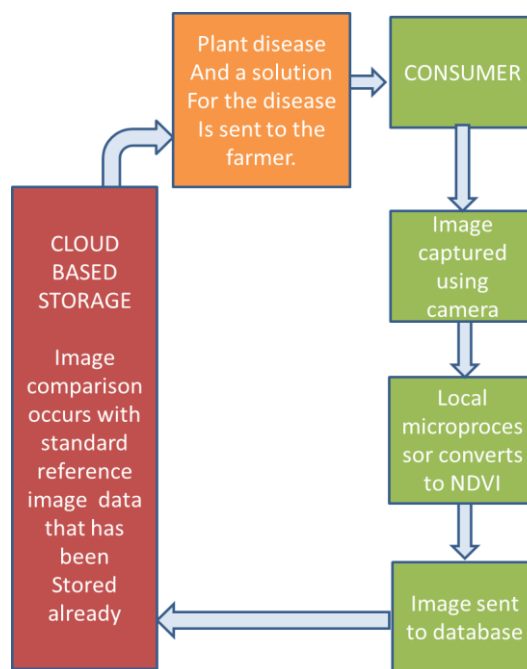 Plant disease
And a solution
For the disease
Is sent to the
farmer.
CONSUMER
Image
captured
using
camera
Local
microproces
sor converts
to NDVI
Image sent
to database
CLOUD
BASED
STORAGE
Image
comparison
occurs with
standard
reference
image data
that has
been
Stored
already